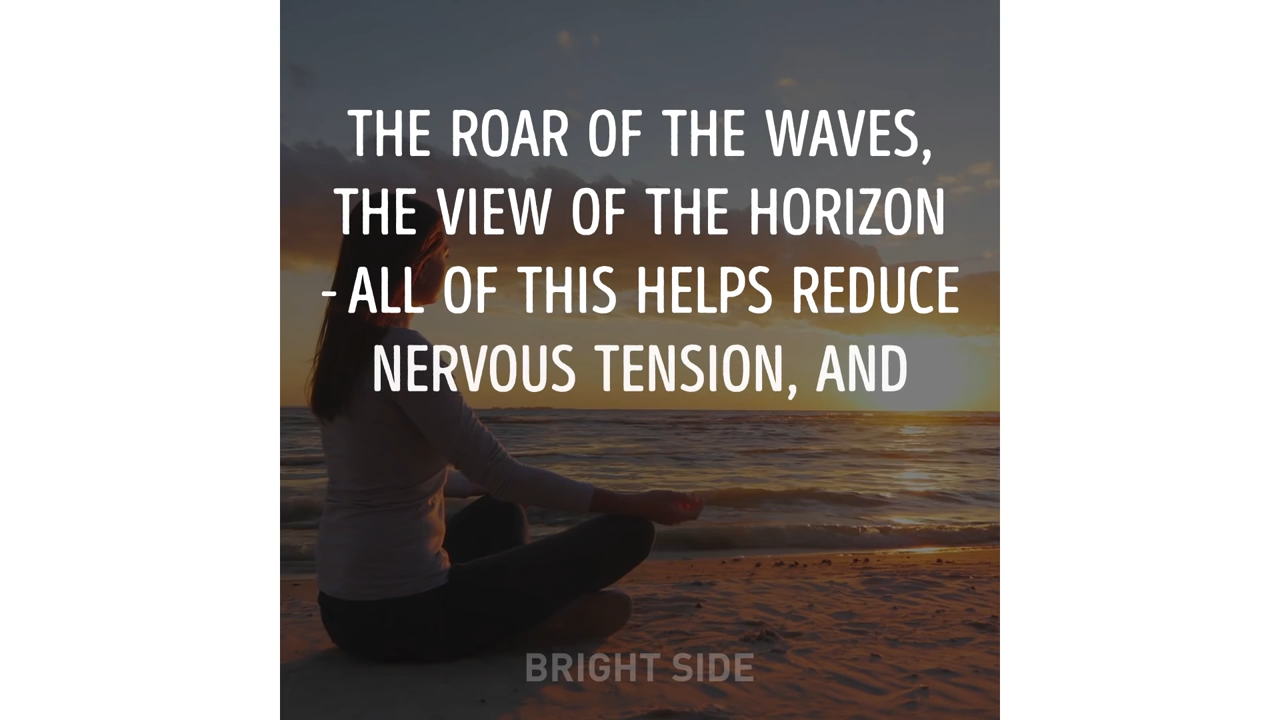 THE ROAR OF THE WAVES,
THE VIEW OF THE HORIZON
- ALL OF THIS HELPS REDUCE
NERVOUS TENSION, AND
BRIGHT SIDE